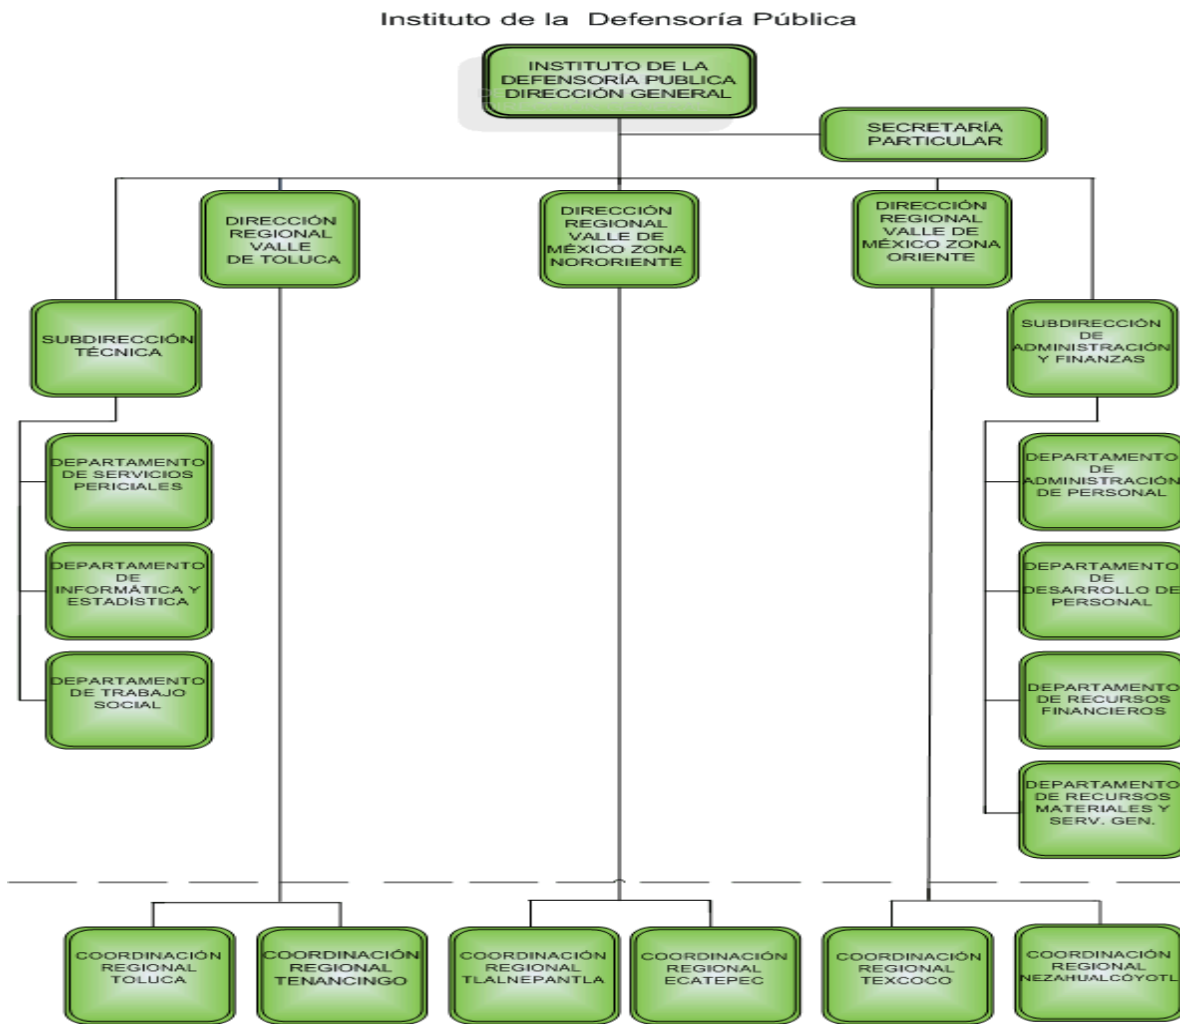 Instituto de la  Defensoría Pública
INSTITUTO DE LA
DEFENSORÍA PUBLICA
DIRECCIÓN GENERAL
SECRETARÍA
PARTICULAR
DIRECCIÓN
REGIONAL
VALLE
DE TOLUCA
DIRECCIÓN
REGIONAL
VALLE DE
MÉXICO ZONA
NORORIENTE
DIRECCIÓN
REGIONAL
VALLE DE
MÉXICO ZONA
ORIENTE
SUBDIRECCIÓN
TÉCNICA
SUBDIRECCIÓN
DE
ADMINISTRACIÓN
Y FINANZAS
DEPARTAMENTO
DE SERVICIOS
PERICIALES
DEPARTAMENTO
DE
ADMINISTRACIÓN
DE PERSONAL
DEPARTAMENTO
DE
INFORMÁTICA Y
ESTADÍSTICA
DEPARTAMENTO
DE
DESARROLLO DE
PERSONAL
DEPARTAMENTO
DE TRABAJO
SOCIAL
DEPARTAMENTO
DE RECURSOS
FINANCIEROS
DEPARTAMENTO
DE RECURSOS
MATERIALES Y
SERV. GEN.
COORDINACIÓN
REGIONAL
TOLUCA
COORDINACIÓN
REGIONAL
TENANCINGO
COORDINACIÓN
REGIONAL
TLALNEPANTLA
COORDINACIÓN
REGIONAL
ECATEPEC
COORDINACIÓN
REGIONAL
TEXCOCO
COORDINACIÓN
REGIONAL
NEZAHUALCÓYOTL